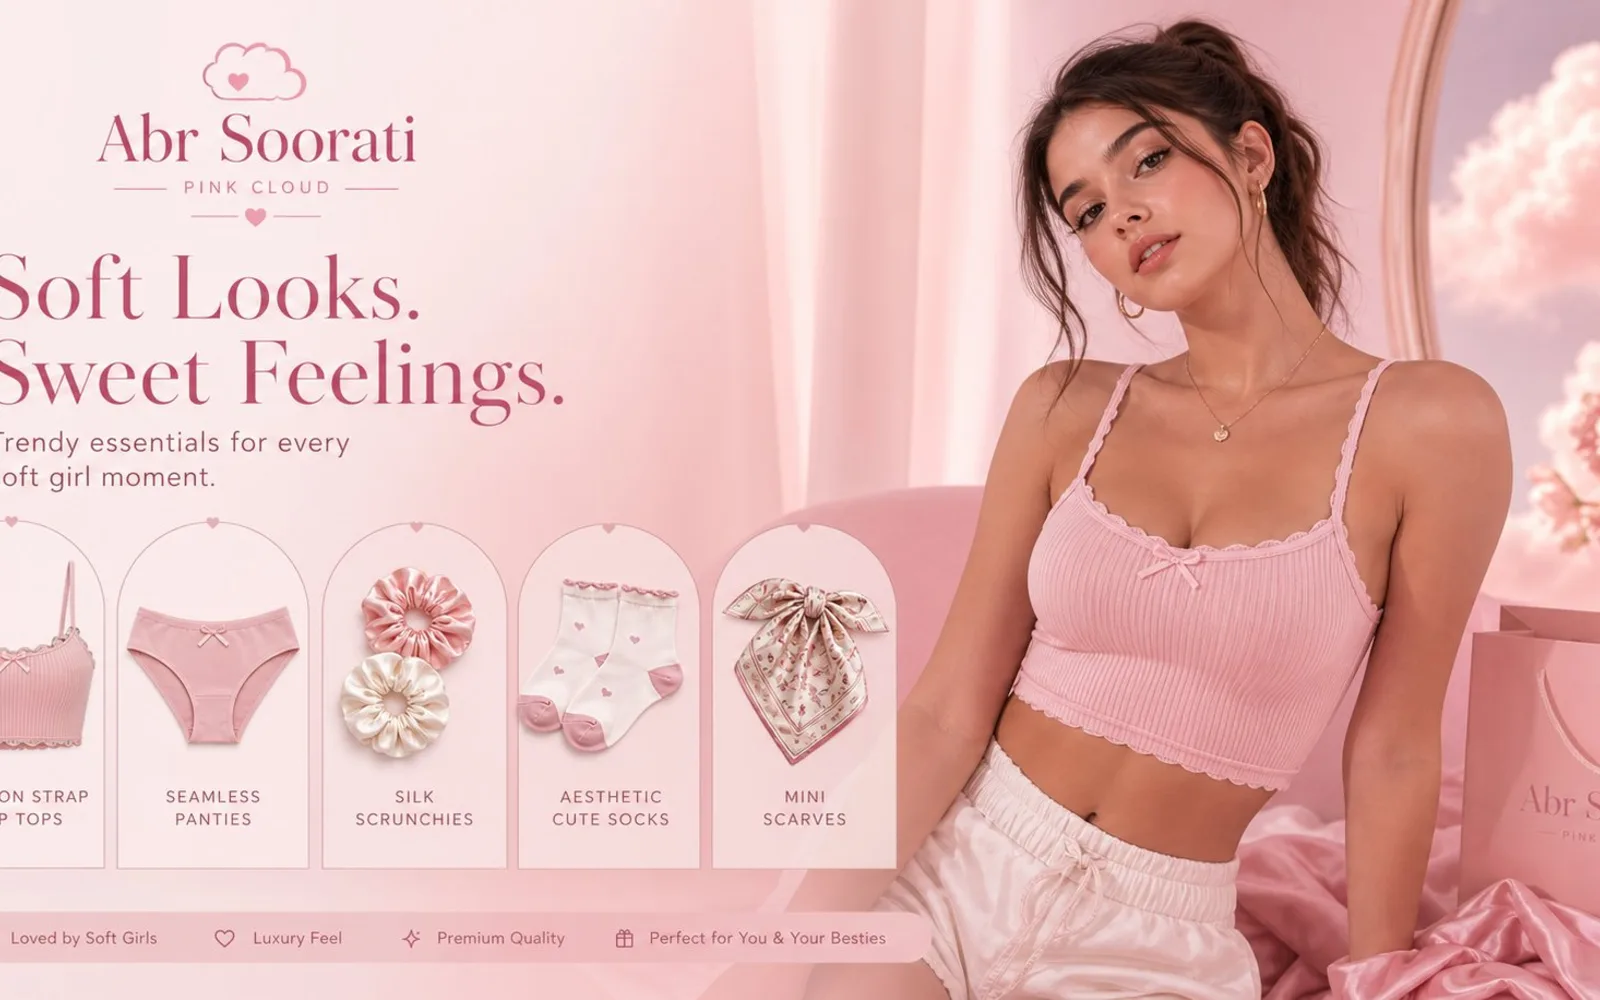 Abr Soorati
PINK CLOUD
Soft Looks.
Sweet Feelings.
Trendy essentials for every
oft girl moment.
ON STRAP
P TOPS
SEAMLESS
PANTIES
SILK
SCRUNCHIES
AESTHETIC
CUTE SOCKS
MINI
SCARVES
Loved by Soft Girls
Luxury Feel
Premium Quality
Perfect for You & Your Besties
Abr S
PINK